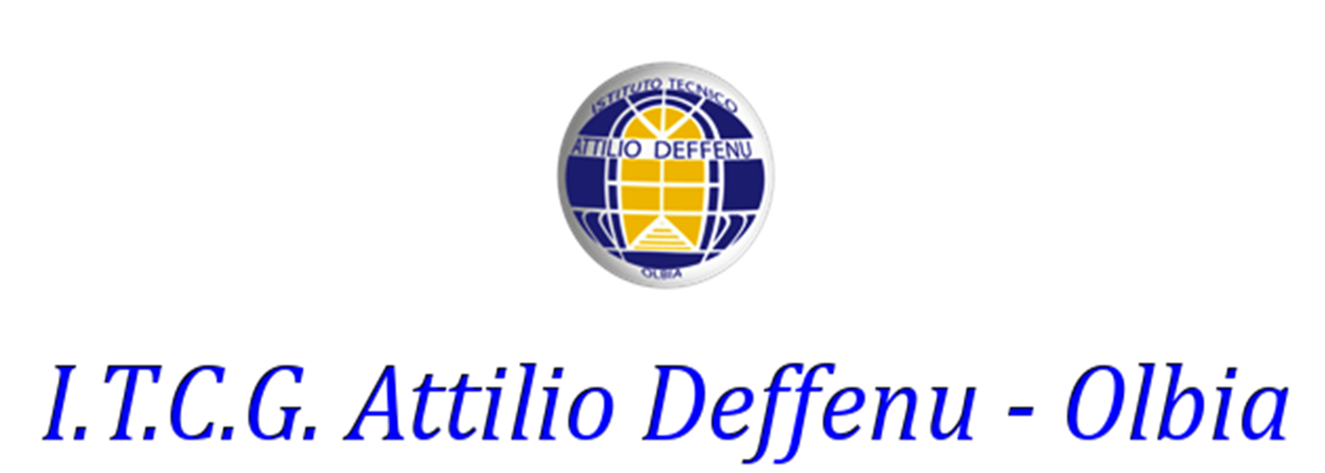 ISTITUTO TECNICO
ATTILIO DEFFENU
OLBIA
I.T.C.G. Attilio Deffenu - Olbia